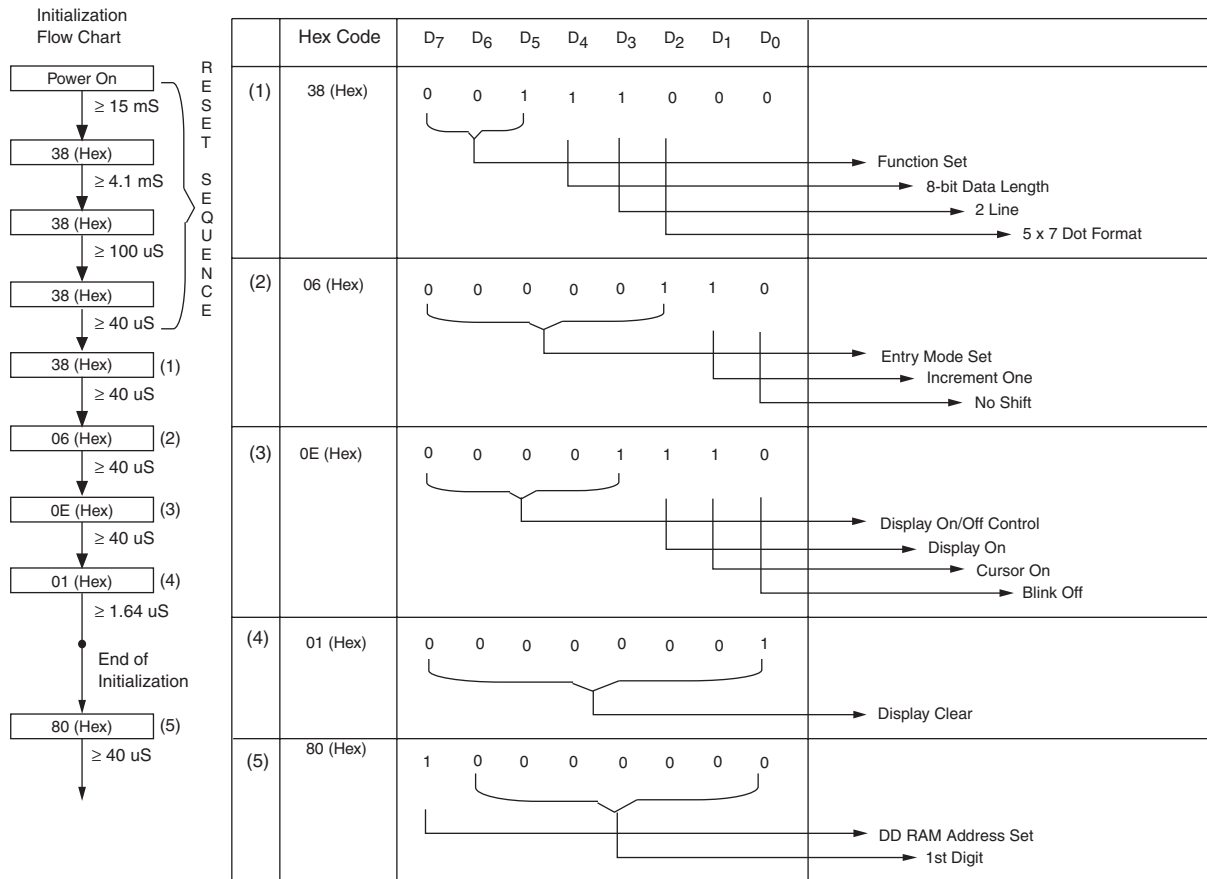 Initialization
Flow Chart
Power On
≥ 15 mS
38 (Hex)
≥ 4.1 mS
38 (Hex)
≥ 100 uS
38 (Hex)
≥ 40 uS
RESET SEQUENCE
38 (Hex) (1)
≥ 40 uS
06 (Hex) (2)
≥ 40 uS
0E (Hex) (3)
≥ 40 uS
01 (Hex) (4)
≥ 1.64 uS
End of
Initialization
80 (Hex) (5)
≥ 40 uS
Hex Code D7 D6 D5 D4 D3 D2 D1 D0
(1) 38 (Hex) 0 0 1 1 1 0 0 0
Function Set
8-bit Data Length
2 Line
5 x 7 Dot Format
(2) 06 (Hex) 0 0 0 0 0 1 1 0
Entry Mode Set
Increment One
No Shift
(3) 0E (Hex) 0 0 0 0 1 1 1 0
Display On/Off Control
Display On
Cursor On
Blink Off
(4) 01 (Hex) 0 0 0 0 0 0 0 1
Display Clear
(5) 80 (Hex) 1 0 0 0 0 0 0 0
DD RAM Address Set
1st Digit